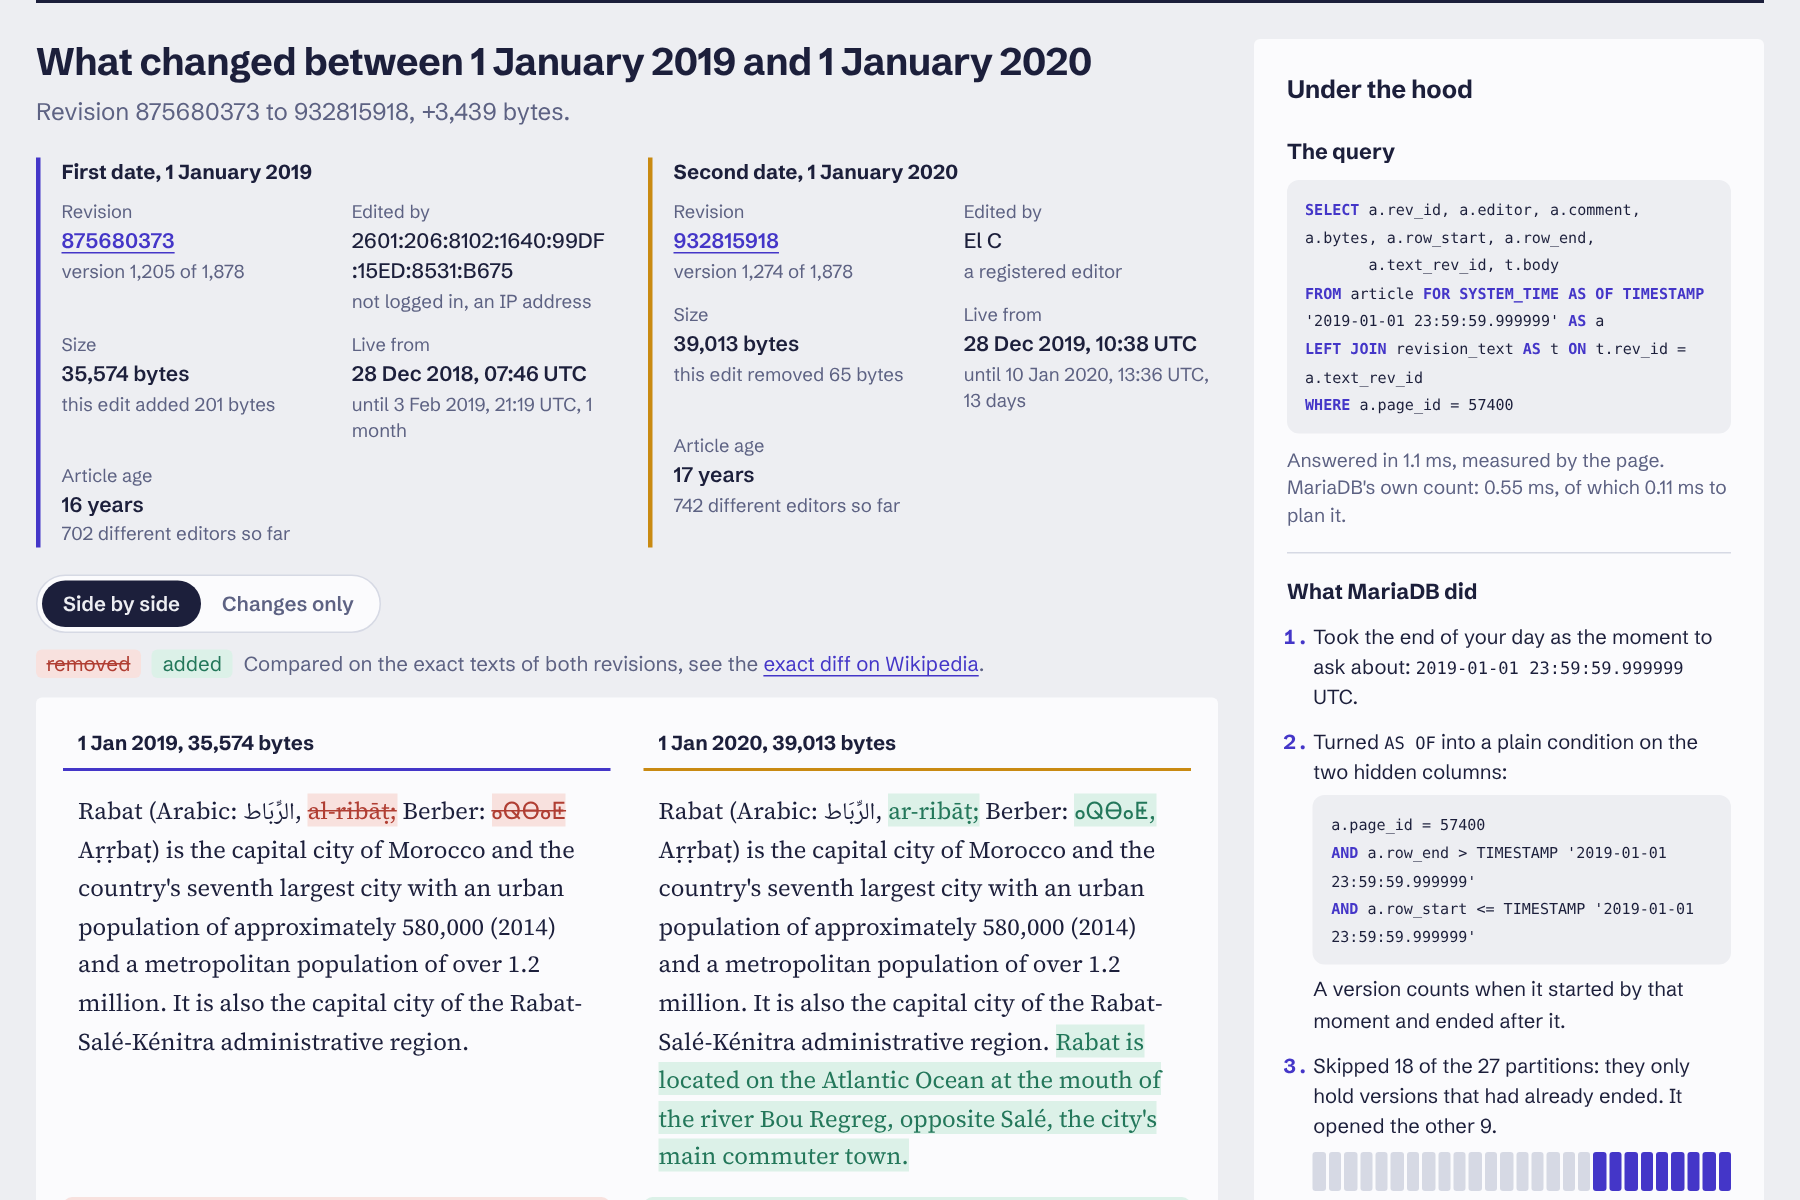 What changed between 1 January 2019 and 1 January 2020
Revision 875680373 to 932815918, +3,439 bytes.
First date, 1 January 2019
Revision
875680373
version 1,205 of 1,878
Edited by
2601:206:8102:1640:99DF
:15ED:8531:B675
not logged in, an IP address
Size
35,574 bytes
this edit added 201 bytes
Live from
28 Dec 2018, 07:46 UTC
until 3 Feb 2019, 21:19 UTC, 1
month
Article age
16 years
702 different editors so far
Second date, 1 January 2020
Revision
932815918
version 1,274 of 1,878
Edited by
El C
a registered editor
Size
39,013 bytes
this edit removed 65 bytes
Live from
28 Dec 2019, 10:38 UTC
until 10 Jan 2020, 13:36 UTC,
13 days
Article age
17 years
742 different editors so far
Side by side
Changes only
removed added Compared on the exact texts of both revisions, see the exact diff on Wikipedia.
1 Jan 2019, 35,574 bytes
Rabat (Arabic: الرِّبَاط, al-ribāṭ; Berber: ⴰⵕⴱⴰⵟ
Aṛṛbaṭ) is the capital city of Morocco and the
country's seventh largest city with an urban
population of approximately 580,000 (2014)
and a metropolitan population of over 1.2
million. It is also the capital city of the Rabat-
Salé-Kénitra administrative region.
1 Jan 2020, 39,013 bytes
Rabat (Arabic: الرِّبَاط, ar-ribāṭ; Berber: ⴰⵕⴱⴰⵟ,
Aṛṛbaṭ) is the capital city of Morocco and the
country's seventh largest city with an urban
population of approximately 580,000 (2014)
and a metropolitan population of over 1.2
million. It is also the capital city of the Rabat-
Salé-Kénitra administrative region. Rabat is
located on the Atlantic Ocean at the mouth of
the river Bou Regreg, opposite Salé, the city's
main commuter town.
Under the hood
The query
SELECT a.rev_id, a.editor, a.comment,
a.bytes, a.row_start, a.row_end,
a.text_rev_id, t.body
FROM article FOR SYSTEM_TIME AS OF TIMESTAMP
'2019-01-01 23:59:59.999999' AS a
LEFT JOIN revision_text AS t ON t.rev_id =
a.text_rev_id
WHERE a.page_id = 57400
Answered in 1.1 ms, measured by the page.
MariaDB's own count: 0.55 ms, of which 0.11 ms to
plan it.
What MariaDB did
1. Took the end of your day as the moment to
ask about: 2019-01-01 23:59:59.999999
UTC.
2. Turned AS OF into a plain condition on the
two hidden columns:
a.page_id = 57400
AND a.row_end > TIMESTAMP '2019-01-01
23:59:59.999999'
AND a.row_start <= TIMESTAMP '2019-01-01
23:59:59.999999'
A version counts when it started by that
moment and ended after it.
3. Skipped 18 of the 27 partitions: they only
hold versions that had already ended. It
opened the other 9.